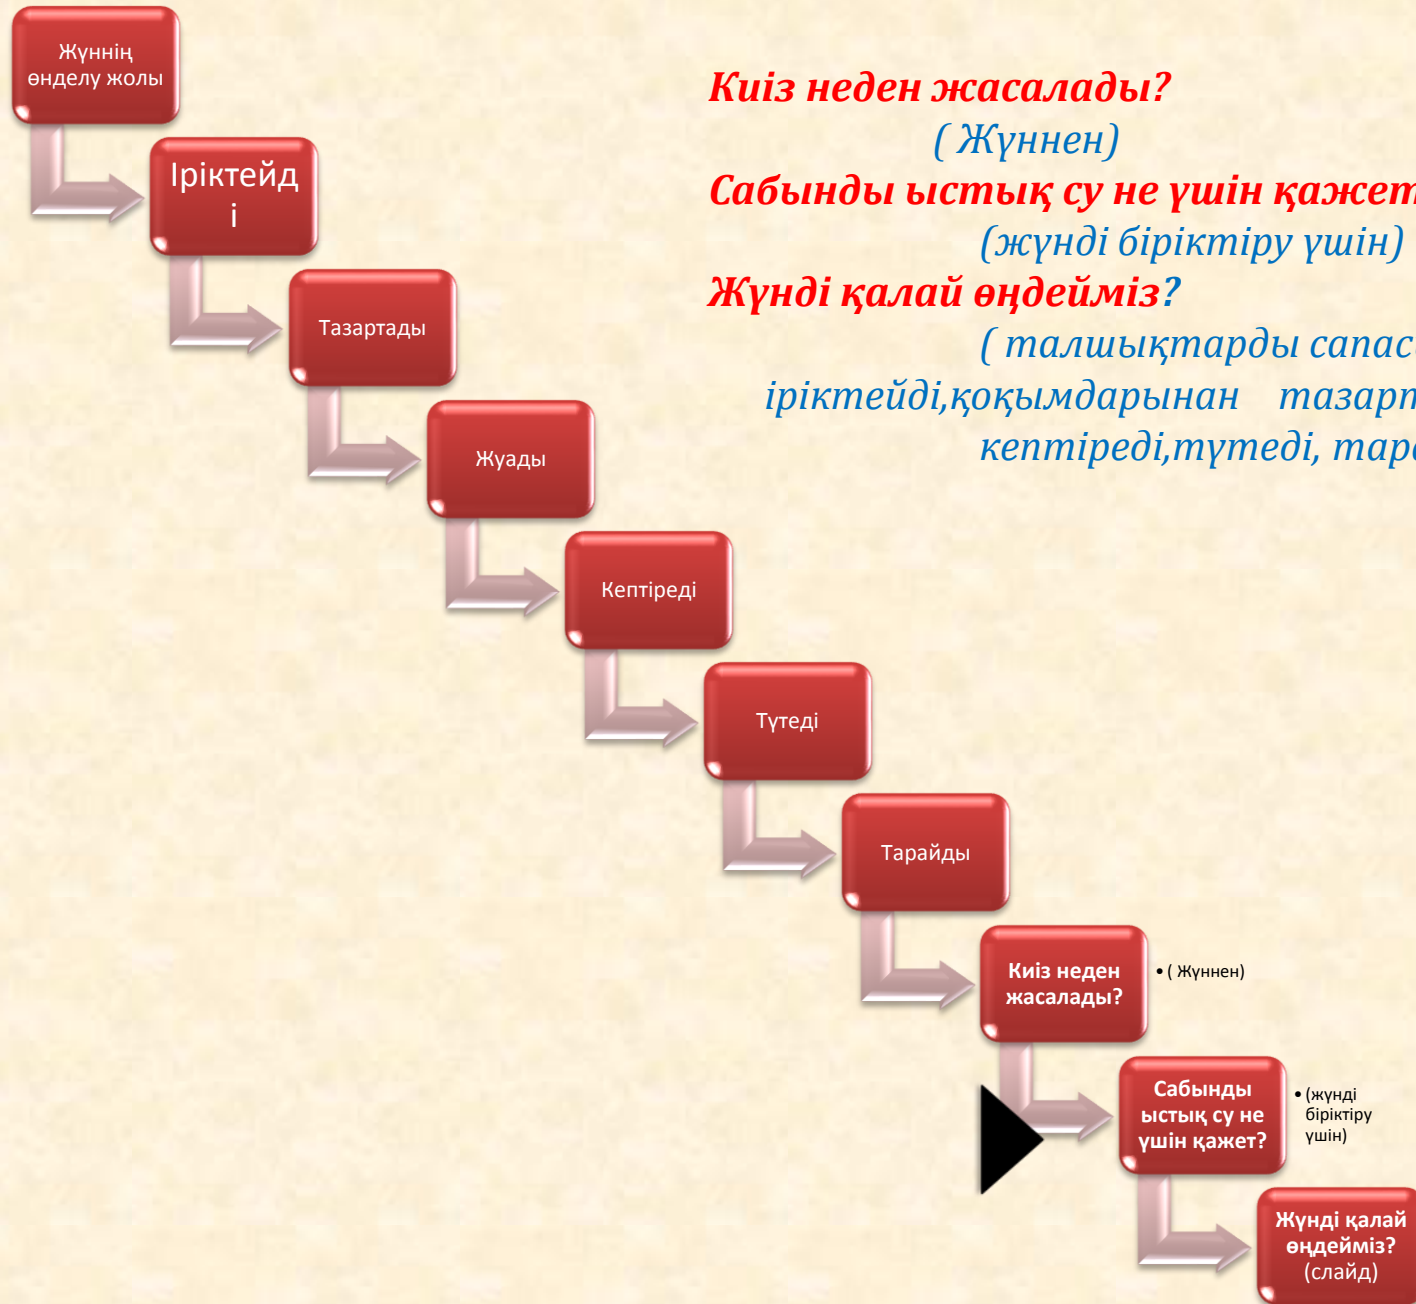 Жүннің
өнделу жолы
Іріктейд
і
Тазартады
Жуады
Кептіреді
Түтеді
Тарайды
Киіз неден
жасалады?
• ( Жүннен)
Сабынды
ыстық су не
үшін қажет?
• (жүнді
біріктіру
үшін)
Жүнді қалай
өңдейміз?
(слайд)
Киіз неден жасалады?
( Жүннен)
Сабынды ыстық су не үшін қажет
(жүнді біріктіру үшін)
Жүнді қалай өңдейміз?
( талшықтарды
іріктейді,қоқымдарынан
кептіреді,түтеді,